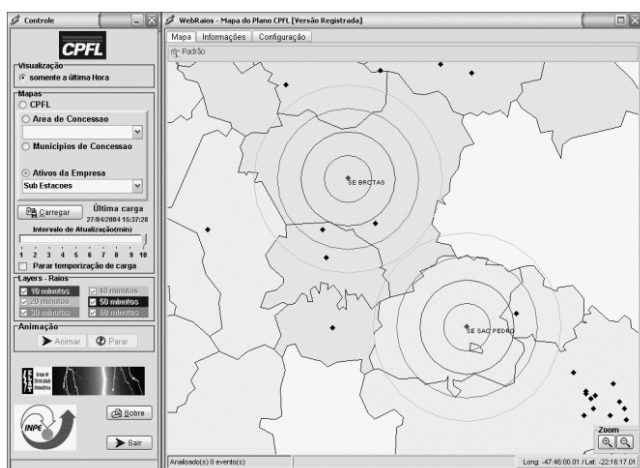 Controle
CPFL
Visualização
somente a última Hora
Mapas
CPFL
Area de Concessao
Municipios de Concessao
Ativos da Empresa
Sub Estacoes
Carregar
Última carga
27/04/2004 15:37:28
Intervalo de Atualização(min)
1 2 3 4 5 6 7 8 9 10
Parar temporização de carga
Layers - Raios
10 minutos 40 minutos
20 minutos 50 minutos
30 minutos 60 minutos
Animação
Animar Parar
INPE
Sobre
Sair
WebRaios - Mapa do Plano CPFL [Versão Registrada]
Mapa Informações Configuração
Padrão
SE BROTAS
SE SAO PEDRO
Zoom
Analisado(s) 0 evento(s)
Long: -47:46:00.01 / Lat: -22:16:17.01